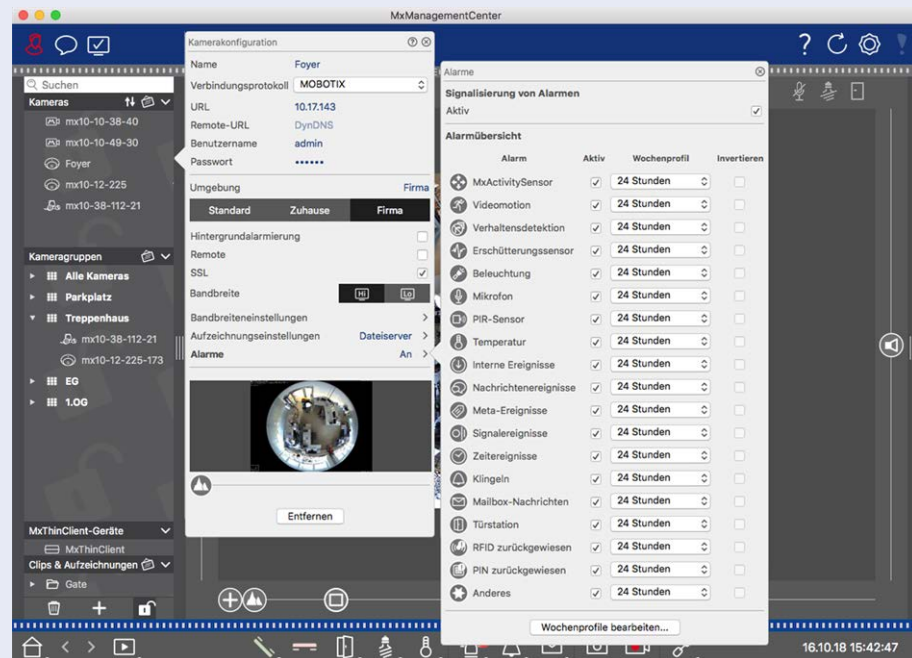 MxManagementCenter
Suchen
Kameras
mx10-10-38-40
mx10-10-49-30
Foyer
mx10-12-225
mx10-38-112-21
Kameragruppen
Alle Kameras
Parkplatz
Treppenhaus
mx10-38-112-21
mx10-12-225-173
EG
1.OG
MxThinClient-Geräte
MxThinClient
Clips & Aufzeichnungen
Gate
Kamerakonfiguration
Name Foyer
Verbindungsprotokoll MOBOTIX
URL 10.17.143
Remote-URL DynDNS
Benutzername admin
Passwort ••••••
Umgebung Firma
Standard Zuhause Firma
Hintergrundalarmierung
Remote
SSL
Bandbreite Hi Lo
Bandbreiteneinstellungen
Aufzeichnungseinstellungen Dateiserver
Alarme An
Entfernen
Alarme
Signalisierung von Alarmen
Aktiv
Alarmübersicht
Alarm Aktiv Wochenprofil Invertieren
MxActivitySensor 24 Stunden
Videomotion 24 Stunden
Verhaltensdetektion 24 Stunden
Erschütterungssensor 24 Stunden
Beleuchtung 24 Stunden
Mikrofon 24 Stunden
PIR-Sensor 24 Stunden
Temperatur 24 Stunden
Interne Ereignisse 24 Stunden
Nachrichtenereignisse 24 Stunden
Meta-Ereignisse 24 Stunden
Signalereignisse 24 Stunden
Zeitereignisse 24 Stunden
Klingeln 24 Stunden
Mailbox-Nachrichten 24 Stunden
Türstation 24 Stunden
RFID zurückgewiesen 24 Stunden
PIN zurückgewiesen 24 Stunden
Anderes 24 Stunden
Wochenprofile bearbeiten...
16.10.18 15:42:47